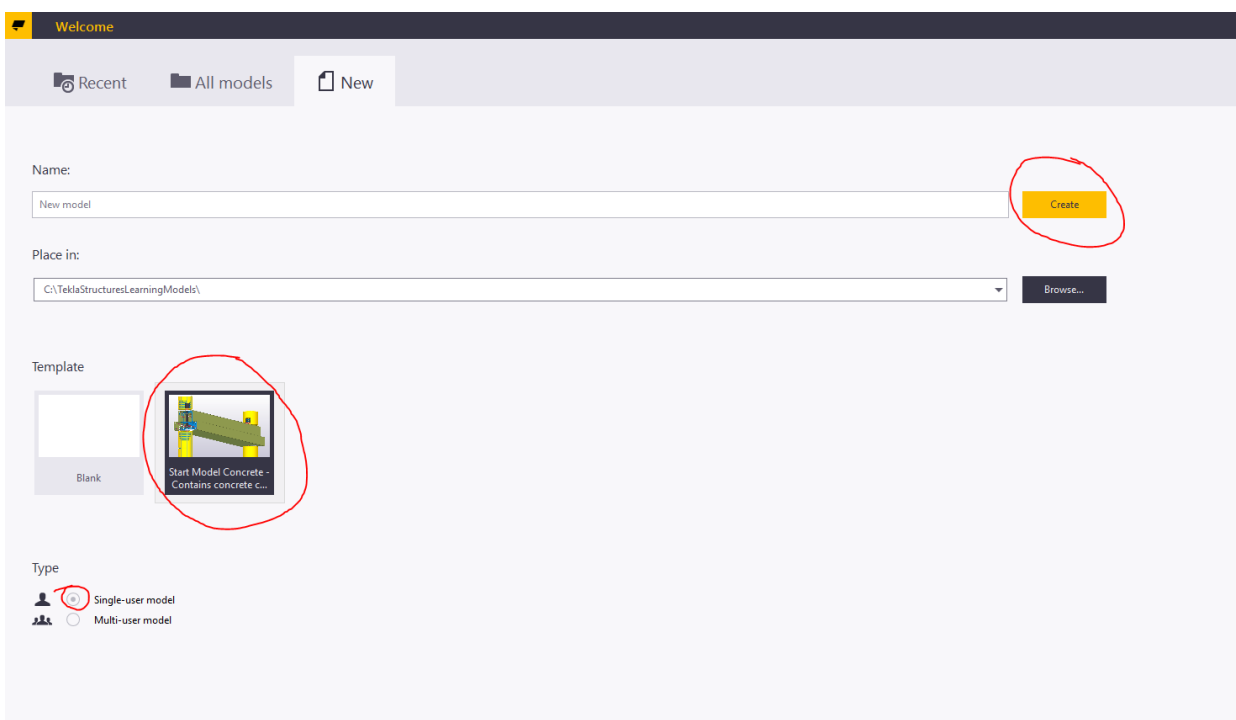 Welcome
Recent All models New
Name:
New model Create
Place in:
C:\TeklaStructuresLearningModels\ Browse...
Template
Blank
Start Model Concrete -
Contains concrete c...
Type
Single-user model
Multi-user model